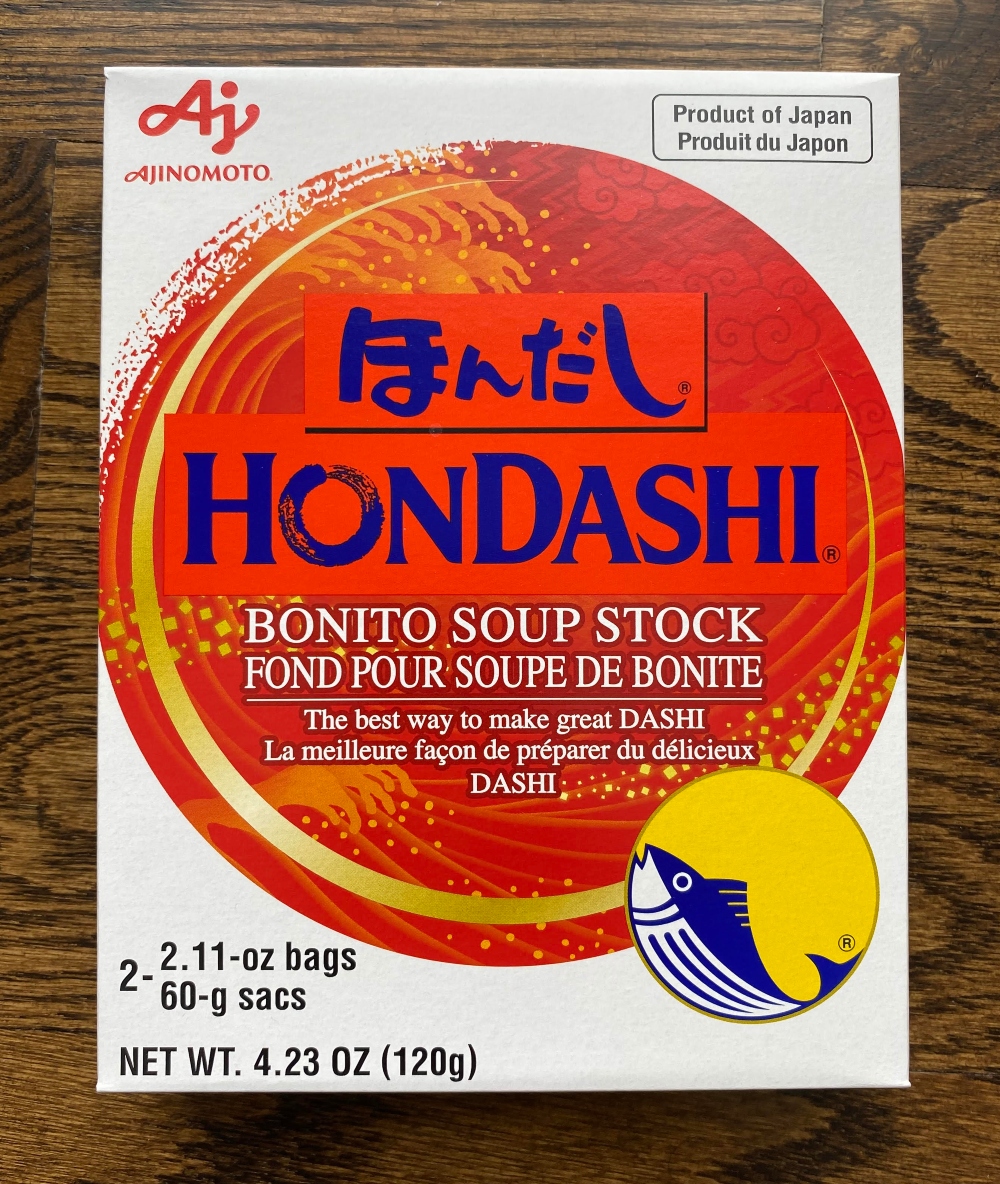 Aj
AJINOMOTO®
Product of Japan
Produit du Japon
ほんだし®
HONDASHI®
BONITO SOUP STOCK
FOND POUR SOUPE DE BONITE
The best way to make great DASHI
La meilleure façon de préparer du délicieux
DASHI
®
2- 2.11-oz bags
60-g sacs
NET WT. 4.23 OZ (120g)